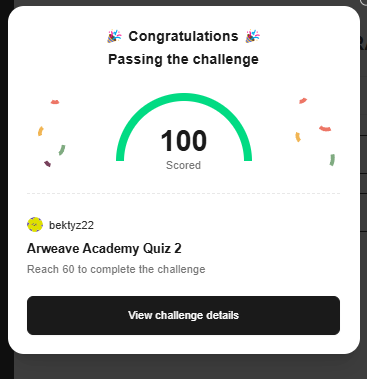 🎉 Congratulations 🎉
Passing the challenge
100
Scored
bektyz22
Arweave Academy Quiz 2
Reach 60 to complete the challenge
View challenge details